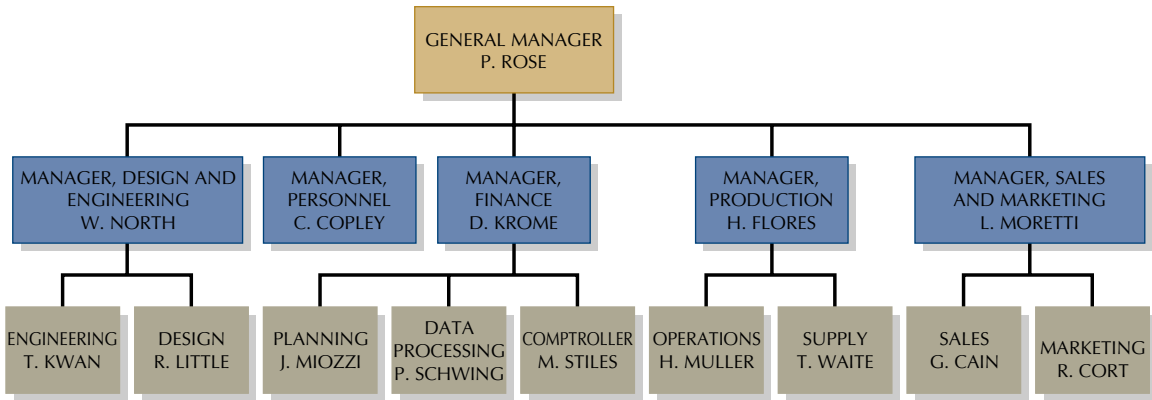 GENERAL MANAGER
P. ROSE
MANAGER, DESIGN AND
ENGINEERING
W. NORTH
MANAGER,
PERSONNEL
C. COPLEY
MANAGER,
FINANCE
D. KROME
MANAGER,
PRODUCTION
H. FLORES
MANAGER, SALES
AND MARKETING
L. MORETTI
ENGINEERING
T. KWAN
DESIGN
R. LITTLE
PLANNING
J. MIOZZI
DATA
PROCESSING
P. SCHWING
COMPTROLLER
M. STILES
OPERATIONS
H. MULLER
SUPPLY
T. WAITE
SALES
G. CAIN
MARKETING
R. CORT